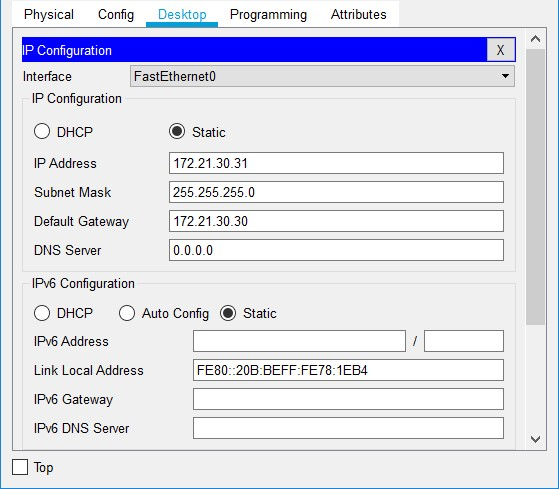 Physical Config Desktop Programming Attributes
IP Configuration X
Interface FastEthernet0
IP Configuration
DHCP Static
IP Address 172.21.30.31
Subnet Mask 255.255.255.0
Default Gateway 172.21.30.30
DNS Server 0.0.0.0
IPv6 Configuration
DHCP Auto Config Static
IPv6 Address /
Link Local Address FE80::20B:BEFF:FE78:1EB4
IPv6 Gateway
IPv6 DNS Server
Top